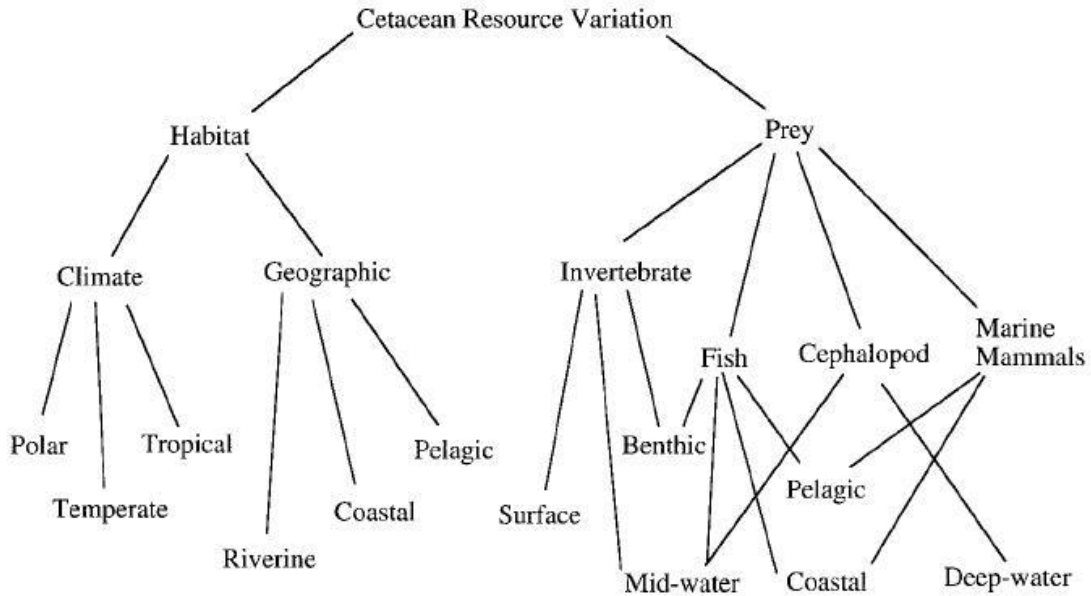 Cetacean Resource Variation
Habitat
Prey
Climate
Geographic
Invertebrate
Fish
Cephalopod
Marine
Mammals
Polar
Tropical
Pelagic
Benthic
Pelagic
Temperate
Coastal
Surface
Riverine
Mid-water
Coastal
Deep-water